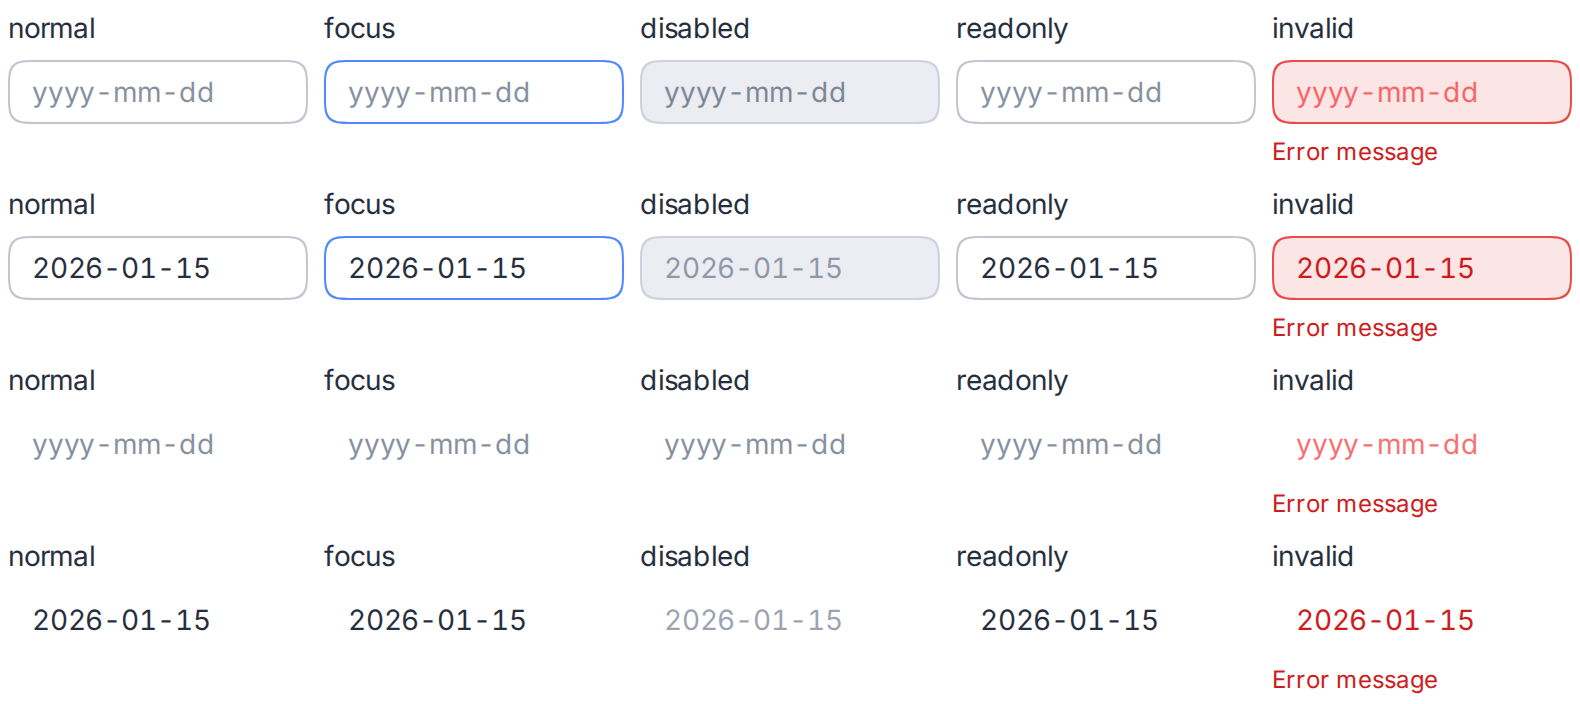 normal focus disabled readonly invalid
yyyy-mm-dd yyyy-mm-dd yyyy-mm-dd yyyy-mm-dd yyyy-mm-dd
Error message
normal focus disabled readonly invalid
2026-01-15 2026-01-15 2026-01-15 2026-01-15 2026-01-15
Error message
normal focus disabled readonly invalid
yyyy-mm-dd yyyy-mm-dd yyyy-mm-dd yyyy-mm-dd yyyy-mm-dd
Error message
normal focus disabled readonly invalid
2026-01-15 2026-01-15 2026-01-15 2026-01-15 2026-01-15
Error message